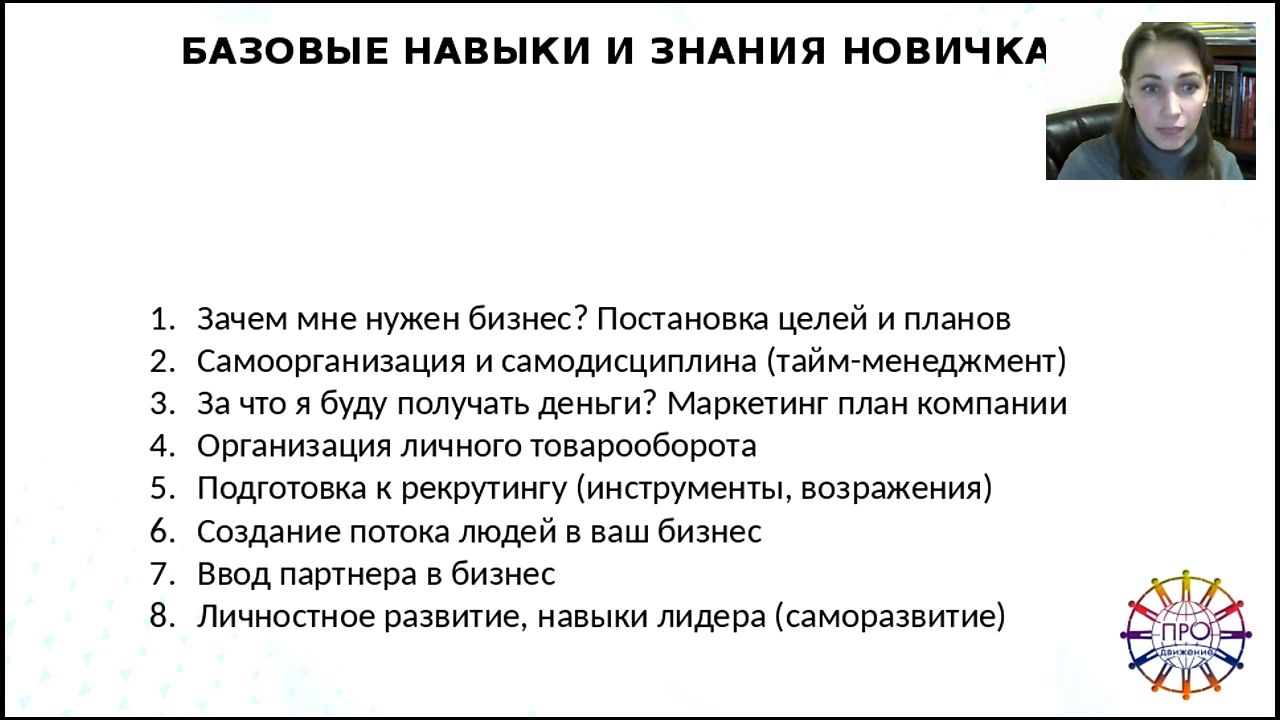 БАЗОВЫЕ НАВЫКИ И ЗНАНИЯ НОВИЧКА
1. Зачем мне нужен бизнес? Постановка целей и планов
2. Самоорганизация и самодисциплина (тайм-менеджмент)
3. За что я буду получать деньги? Маркетинг план компании
4. Организация личного товарооборота
5. Подготовка к рекрутингу (инструменты, возражения)
6. Создание потока людей в ваш бизнес
7. Ввод партнера в бизнес
8. Личностное развитие, навыки лидера (саморазвитие)
ПРО
движение